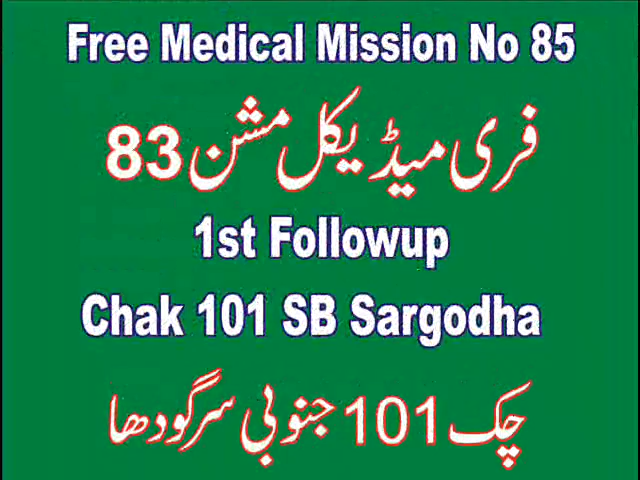 Free Medical Mission No 85
فری میڈیکل مشن 83
1st Followup
Chak 101 SB Sargodha
چک 101 جنوبی سرگودھا